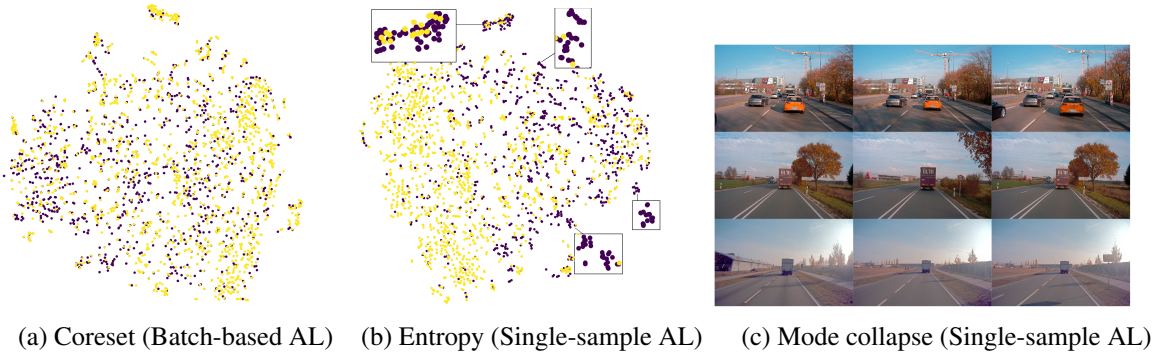 (a) Coreset (Batch-based AL)
(b) Entropy (Single-sample AL)
(c) Mode collapse (Single-sample AL)